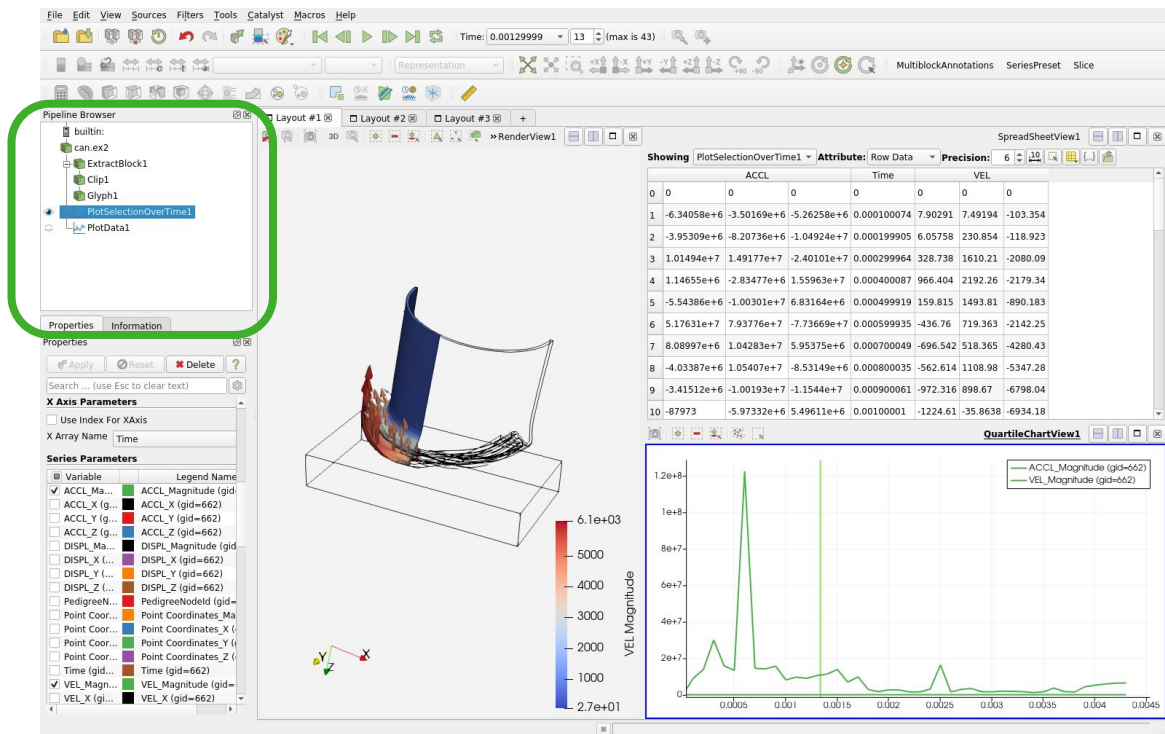 File Edit View Sources Filters Tools Catalyst Macros Help
Time: 0.00129999 13 (max is 43)
Representation
+X -X +Y -Y +Z -Z +90 -90 MultiblockAnnotations SeriesPreset Slice
Pipeline Browser
builtin:
can.ex2
ExtractBlock1
Clip1
Glyph1
PlotSelectionOverTime1
PlotData1
Properties Information
Properties
Apply Reset Delete ?
Search ... (use Esc to clear text)
X Axis Parameters
Use Index For XAxis
X Array Name Time
Series Parameters
Variable Legend Name
ACCL_Ma... ACCL_Magnitude (gid=
ACCL_X (g... ACCL_X (gid=662)
ACCL_Y (g... ACCL_Y (gid=662)
ACCL_Z (g... ACCL_Z (gid=662)
DISPL_Ma... DISPL_Magnitude (gid
DISPL_X (... DISPL_X (gid=662)
DISPL_Y (... DISPL_Y (gid=662)
DISPL_Z (... DISPL_Z (gid=662)
PedigreeN... PedigreeNodeId (gid=
Point Coor... Point Coordinates_Ma
Point Coor... Point Coordinates_X (
Point Coor... Point Coordinates_Y (
Point Coor... Point Coordinates_Z (
Time (gid... Time (gid=662)
VEL_Magn... VEL_Magnitude (gid=
VEL_X (gi... VEL_X (gid=662)
Layout #1 Layout #2 Layout #3 +
3D »RenderView1
Y X
Z
6.1e+03
5000
4000
3000
2000
1000
2.7e+01
VEL Magnitude
SpreadSheetView1
Showing PlotSelectionOverTime1 Attribute: Row Data Precision: 6
ACCL Time VEL
0 0 0 0 0 0 0 0
1 -6.34058e+6 -3.50169e+6 -5.26258e+6 0.000100074 7.90291 7.49194 -103.354
2 -3.95309e+6 -8.20736e+6 -1.04924e+7 0.000199905 6.05758 230.854 -118.923
3 1.01494e+7 1.49177e+7 -2.40101e+7 0.000299964 328.738 1610.21 -2080.09
4 1.14655e+6 -2.83477e+6 1.55963e+7 0.000400087 966.404 2192.26 -2179.34
5 -5.54386e+6 -1.00301e+7 6.83164e+6 0.000499919 159.815 1493.81 -890.183
6 5.17631e+7 7.93776e+7 -7.73669e+7 0.000599935 -436.76 719.363 -2142.25
7 8.08997e+6 1.04283e+7 5.95375e+6 0.000700049 -696.542 518.365 -4280.43
8 -4.03387e+6 1.05407e+7 -8.53149e+6 0.000800035 -562.614 1108.98 -5347.28
9 -3.41512e+6 -1.00193e+7 -1.1544e+7 0.000900061 -972.316 898.67 -6798.04
10 -87973 -5.97332e+6 5.49611e+6 0.00100001 -1224.61 -35.8638 -6934.18
QuartileChartView1
ACCL_Magnitude (gid=662)
VEL_Magnitude (gid=662)
1.2e+8
1e+8
8e+7
6e+7
4e+7
2e+7
0
0.0005 0.001 0.0015 0.002 0.0025 0.003 0.0035 0.004 0.0045